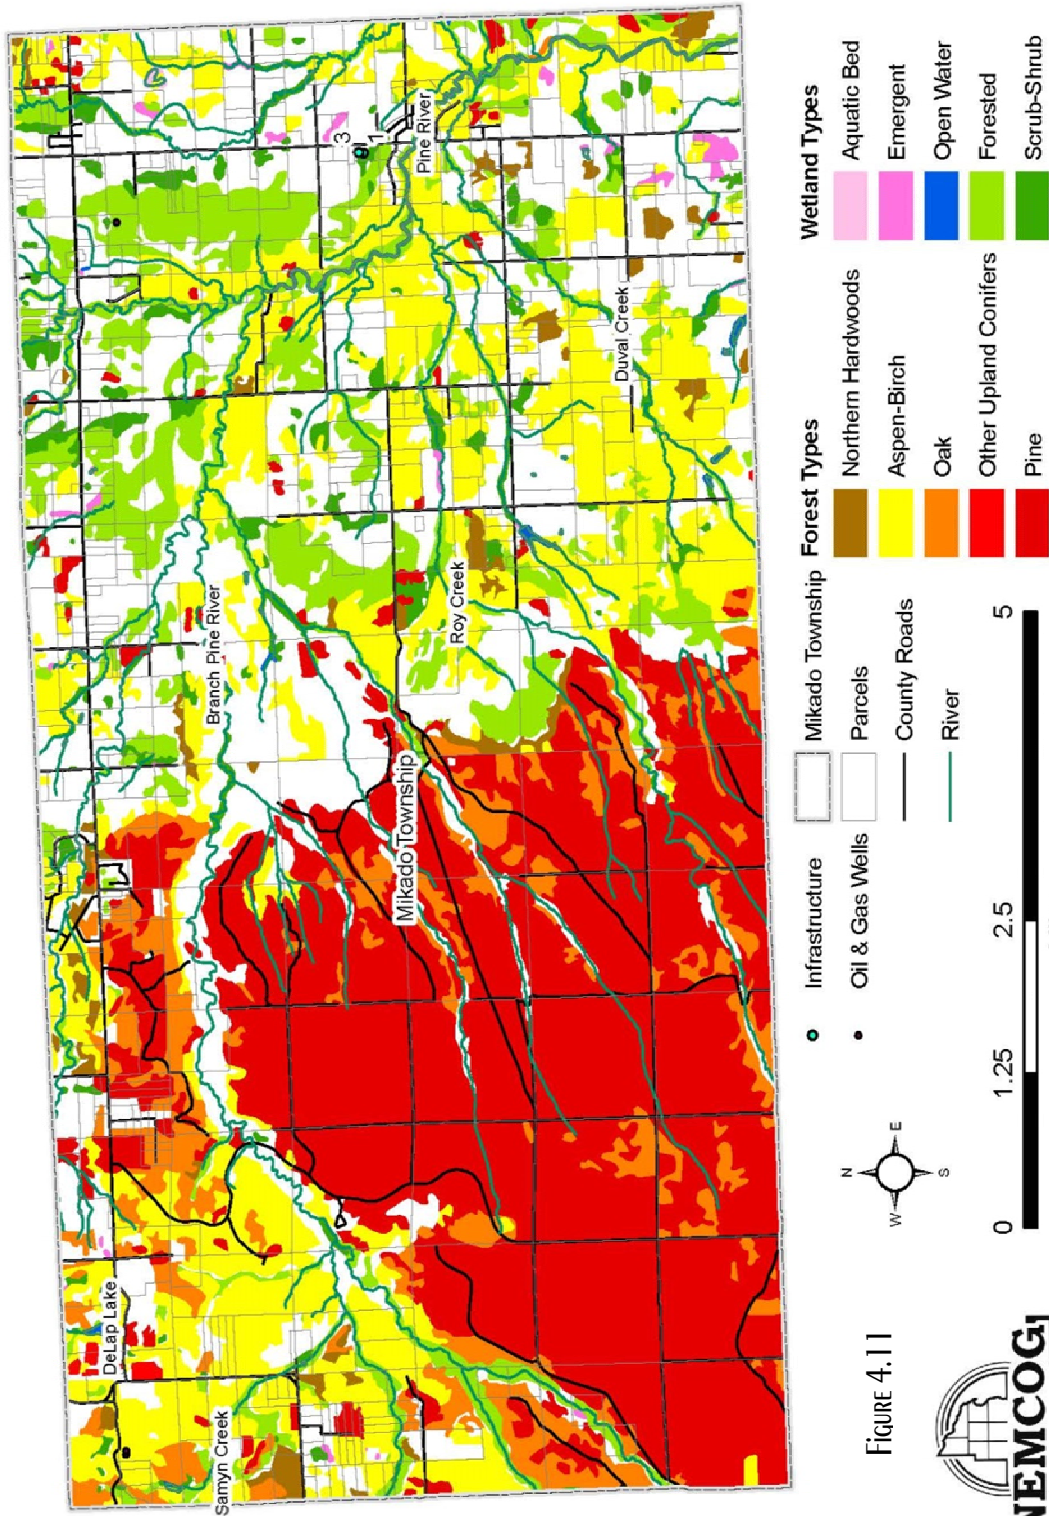 DeLap Lake
Samyn Creek
Branch Pine River
Mikado Township
Roy Creek
Duval Creek
Pine River
3
1
FIGURE 4.11
NEMCOG
N
W
E
S
0
1.25
2.5
5
Infrastructure
Oil & Gas Wells
Mikado Township
Parcels
County Roads
River
Forest Types
Northern Hardwoods
Aspen-Birch
Oak
Other Upland Conifers
Pine
Wetland Types
Aquatic Bed
Emergent
Open Water
Forested
Scrub-Shrub